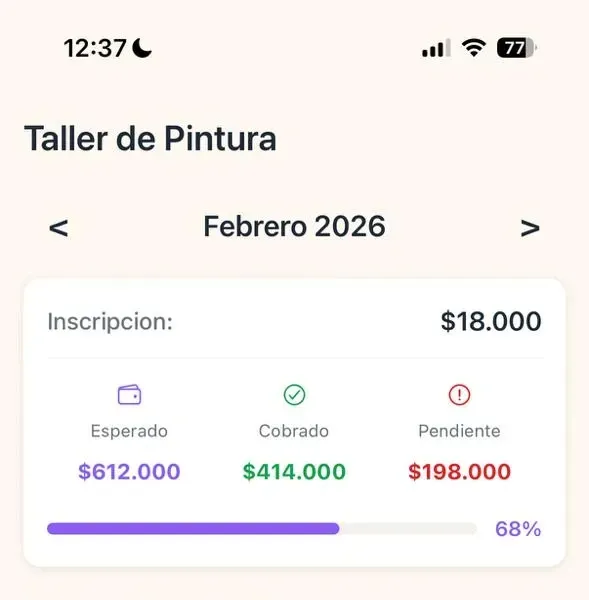 12:37
77
Taller de Pintura
< Febrero 2026 >
Inscripcion: $18.000
Esperado Cobrado Pendiente
$612.000 $414.000 $198.000
68%